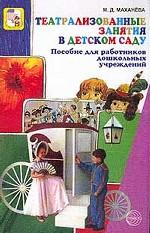 М. Д. МАХАНЁВА
ТЕАТРАЛИЗОВАННЫЕ
ЗАНЯТИЯ
В ДЕТСКОМ САДУ
Пособие для работников
дошкольных
учреждений